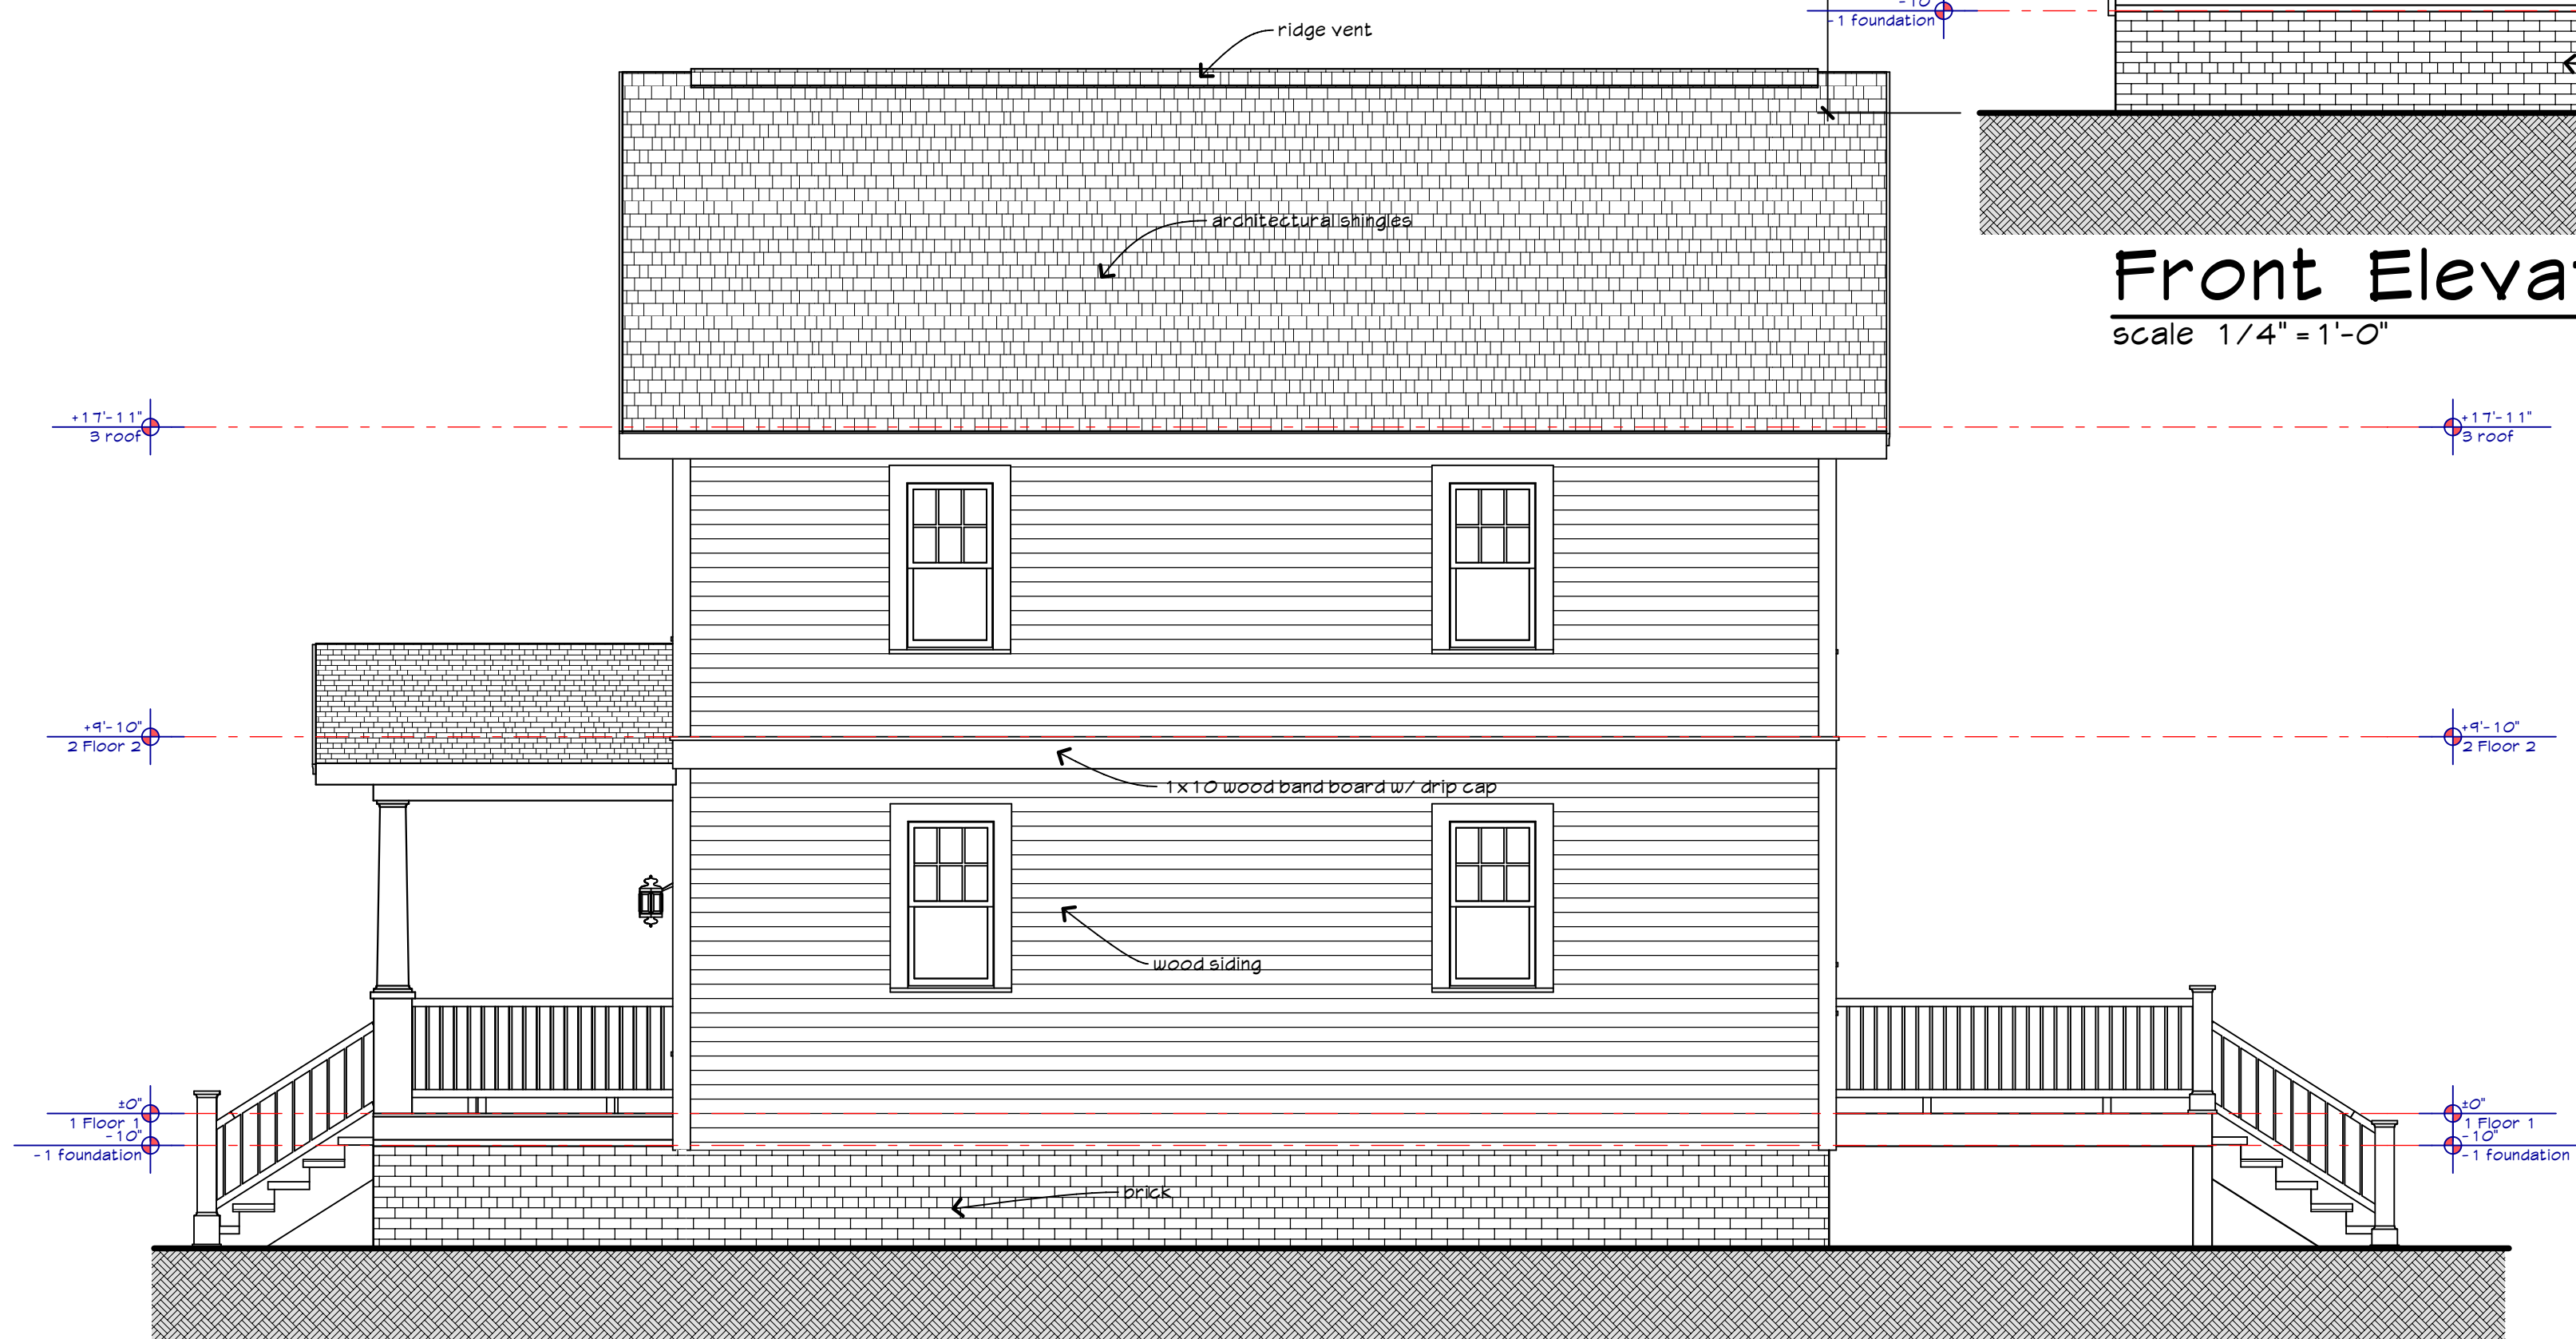 -10"
-1 foundation
ridge vent
architectural shingles
Front Eleva
scale 1/4" = 1'-0"
+17'-11"
3 roof
+17'-11"
3 roof
+9'-10"
2 Floor 2
+9'-10"
2 Floor 2
1x10 wood band board w/ drip cap
wood siding
±0"
1 Floor 1
-10"
-1 foundation
±0"
1 Floor 1
-10"
-1 foundation
brick